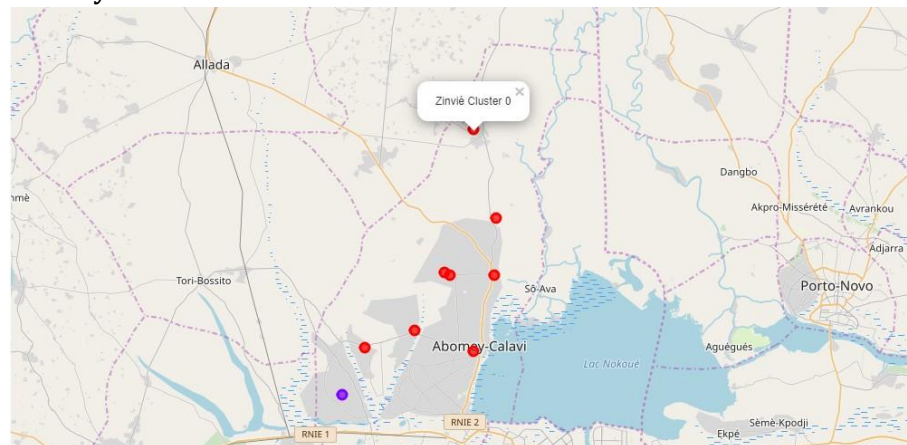 Allada
Zinvié Cluster 0
×
Dangbo
Akpro-Missérété
Avrankou
Adjarra
Tori-Bossito
Sô-Ava
Porto-Novo
Abomey-Calavi
Lac Nokoué
Aguégués
RNIE 2
RNIE 1
Sèmè-Kpodji
Ekpé